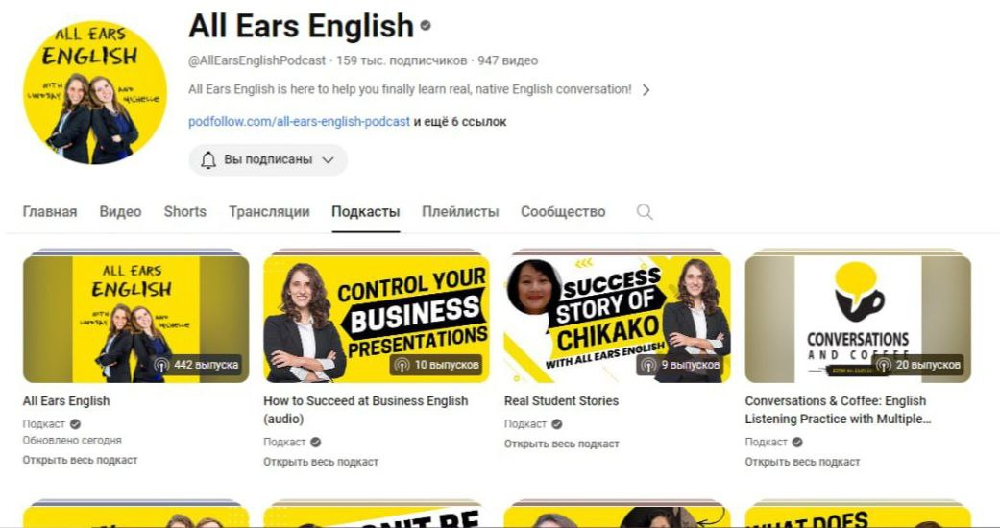 ALL EARS
ENGLISH
WITH
LINDSAY
AND
MICHELLE
All Ears English
@AllEarsEnglishPodcast · 159 тыс. подписчиков · 947 видео
All Ears English is here to help you finally learn real, native English conversation!
podfollow.com/all-ears-english-podcast и ещё 6 ссылок
Вы подписаны
Главная Видео Shorts Трансляции Подкасты Плейлисты Сообщество
ALL EARS
ENGLISH
WITH
LINDSAY
AND
MICHELLE
442 выпуска
CONTROL YOUR
BUSINESS
PRESENTATIONS
10 выпусков
SUCCESS
STORY OF
CHIKAKO
WITH ALL EARS ENGLISH
9 выпусков
CONVERSATIONS
AND COFFEE
20 выпусков
All Ears English
Подкаст
Обновлено сегодня
Открыть весь подкаст
How to Succeed at Business English
(audio)
Подкаст
Открыть весь подкаст
Real Student Stories
Подкаст
Открыть весь подкаст
Conversations & Coffee: English
Listening Practice with Multiple...
Подкаст
Открыть весь подкаст
WHAT DOES